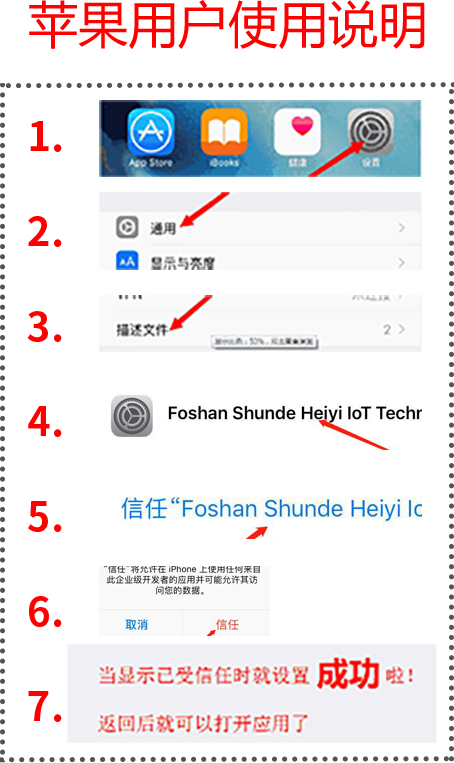 苹果用户使用说明
1.
App Store iBooks 健康 设置
2.
通用
AA 显示与亮度
3.
描述文件 2
4.
Foshan Shunde Heiyi IoT Techr
5.
信任“Foshan Shunde Heiyi Io
6.
“信任”将允许在 iPhone 上使用任何来自
此企业级开发者的应用并可能允许其访
问您的数据。
取消 信任
7.
当显示已受信任时就设置 成功 啦！
返回后就可以打开应用了